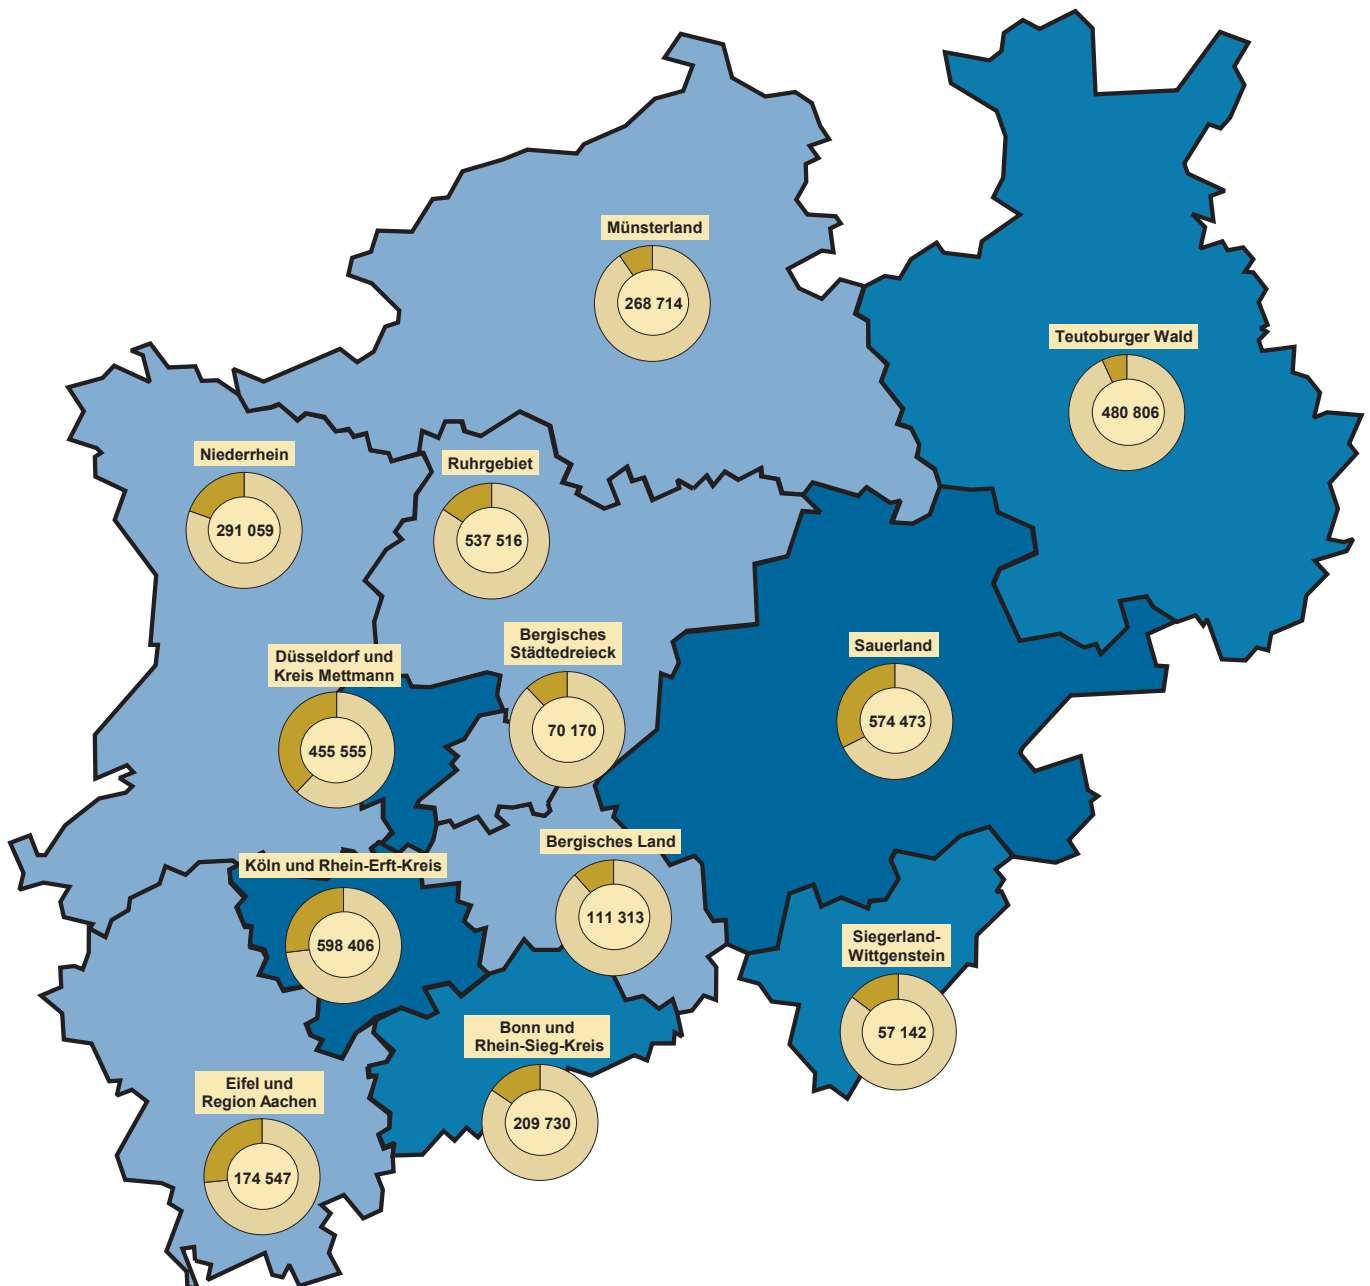 Münsterland
268 714
Teutoburger Wald
480 806
Niederrhein
291 059
Ruhrgebiet
537 516
Bergisches
Städtedreieck
70 170
Sauerland
574 473
Düsseldorf und
Kreis Mettmann
455 555
Bergisches Land
111 313
Köln und Rhein-Erft-Kreis
598 406
Siegerland-
Wittgenstein
57 142
Bonn und
Rhein-Sieg-Kreis
209 730
Eifel und
Region Aachen
174 547